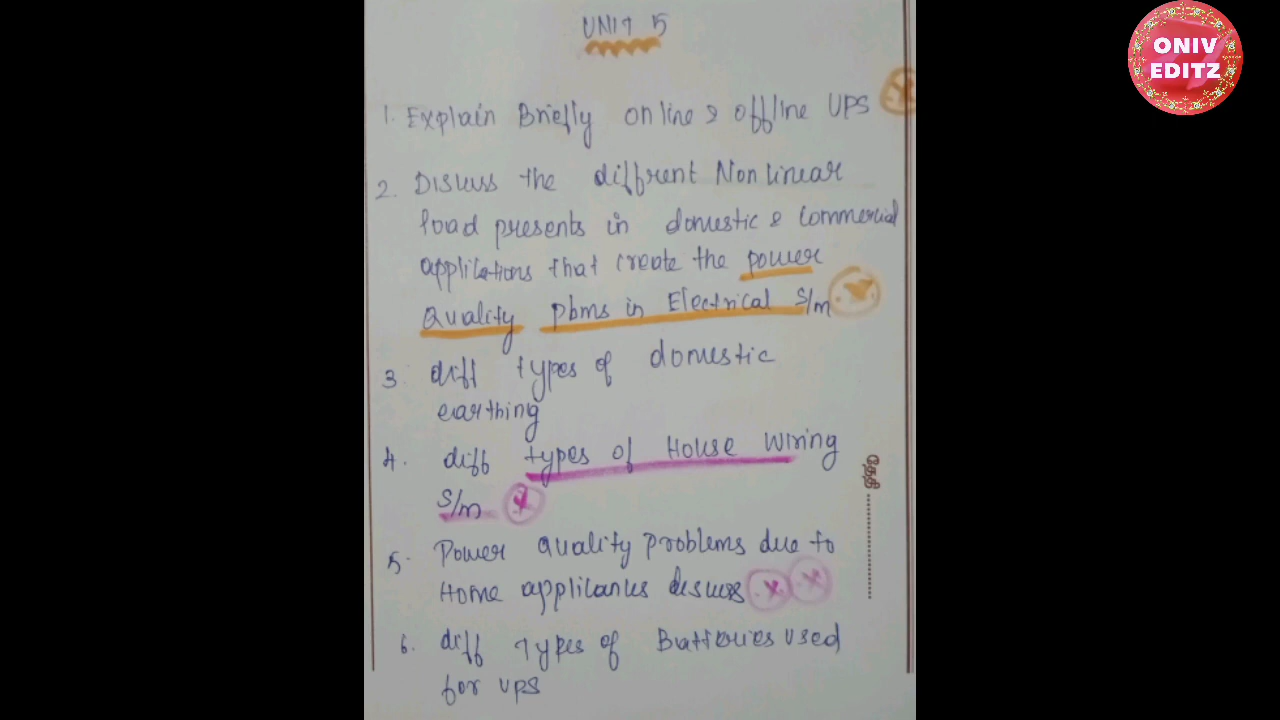 UNIT 5
ONIV
EDITZ
1. Explain Briefly online & offline UPS
2. Discuss the diffrent Non linear
load presents in domestic & Commercial
applications that create the power
Quality pbms in Electrical S/m
3. diff types of domestic
earthing
4. diff types of House Wiring
S/m
தேதி
5. Power quality problems due to
Home appliances discuss
6. diff Types of Batteries used
for UPS